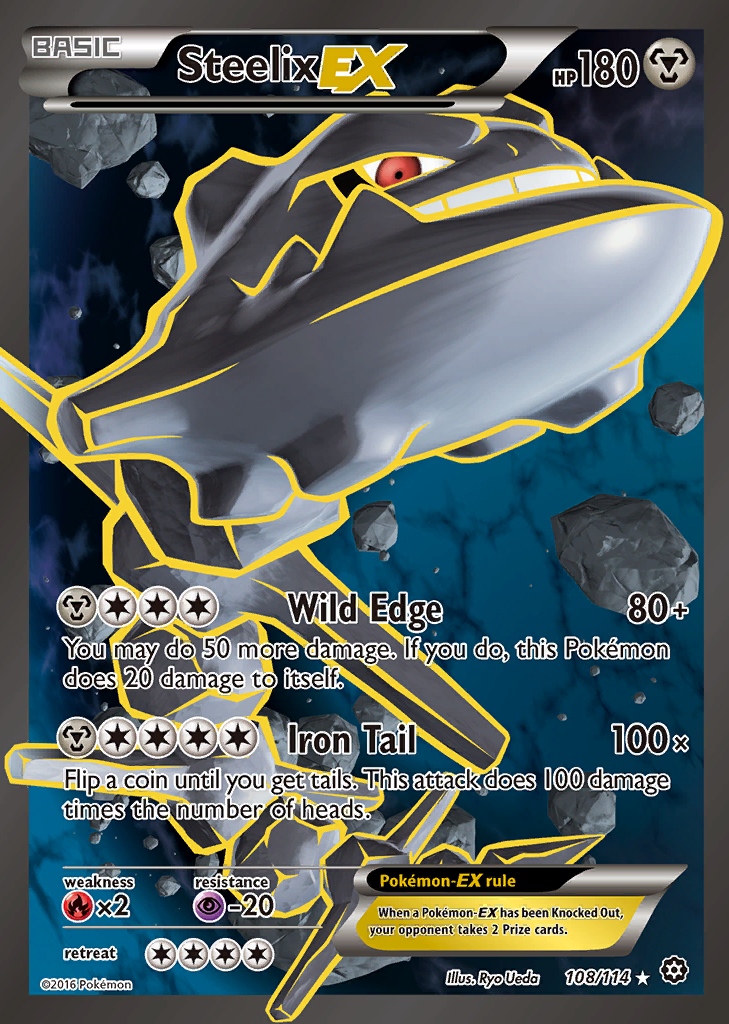 BASIC
SteelixEX
HP180
Wild Edge 80+
You may do 50 more damage. If you do, this Pokémon
does 20 damage to itself.
Iron Tail 100×
Flip a coin until you get tails. This attack does 100 damage
times the number of heads.
weakness resistance
×2 -20
retreat
Pokémon-EX rule
When a Pokémon-EX has been Knocked Out,
your opponent takes 2 Prize cards.
©2016 Pokémon
Illus. Ryo Ueda 108/114 ★